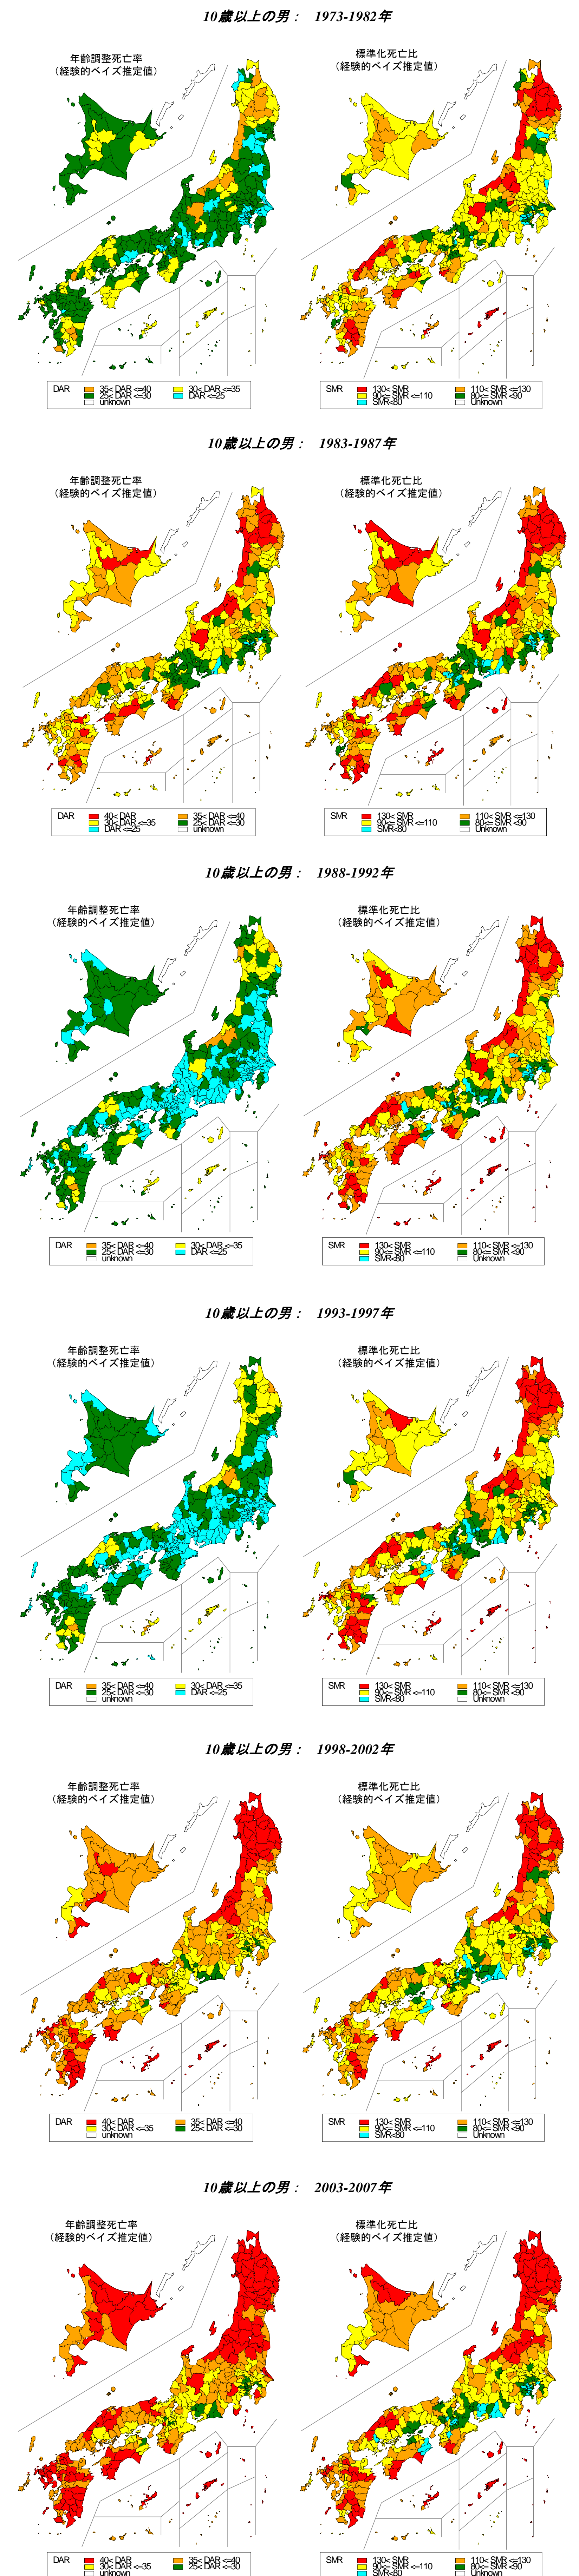 10歳以上の男： 1973-1982年
年齢調整死亡率
（経験的ベイズ推定値）
標準化死亡比
（経験的ベイズ推定値）
DAR 35< DAR <=40 30< DAR <=35
25< DAR <=30 DAR <=25
unknown
SMR 130< SMR 110< SMR <=130
90<= SMR <=110 80<= SMR <90
SMR<80 Unknown
10歳以上の男： 1983-1987年
年齢調整死亡率
（経験的ベイズ推定値）
標準化死亡比
（経験的ベイズ推定値）
DAR 40< DAR 35< DAR <=40
30< DAR <=35 25< DAR <=30
DAR <=25 unknown
SMR 130< SMR 110< SMR <=130
90<= SMR <=110 80<= SMR <90
SMR<80 Unknown
10歳以上の男： 1988-1992年
年齢調整死亡率
（経験的ベイズ推定値）
標準化死亡比
（経験的ベイズ推定値）
DAR 35< DAR <=40 30< DAR <=35
25< DAR <=30 DAR <=25
unknown
SMR 130< SMR 110< SMR <=130
90<= SMR <=110 80<= SMR <90
SMR<80 Unknown
10歳以上の男： 1993-1997年
年齢調整死亡率
（経験的ベイズ推定値）
標準化死亡比
（経験的ベイズ推定値）
DAR 35< DAR <=40 30< DAR <=35
25< DAR <=30 DAR <=25
unknown
SMR 130< SMR 110< SMR <=130
90<= SMR <=110 80<= SMR <90
SMR<80 Unknown
10歳以上の男： 1998-2002年
年齢調整死亡率
（経験的ベイズ推定値）
標準化死亡比
（経験的ベイズ推定値）
DAR 40< DAR 35< DAR <=40
30< DAR <=35 25< DAR <=30
unknown
SMR 130< SMR 110< SMR <=130
90<= SMR <=110 80<= SMR <90
SMR<80 Unknown
10歳以上の男： 2003-2007年
年齢調整死亡率
（経験的ベイズ推定値）
標準化死亡比
（経験的ベイズ推定値）
DAR 40< DAR 35< DAR <=40
30< DAR <=35 25< DAR <=30
unknown
SMR 130< SMR 110< SMR <=130
90<= SMR <=110 80<= SMR <90
SMR<80 Unknown